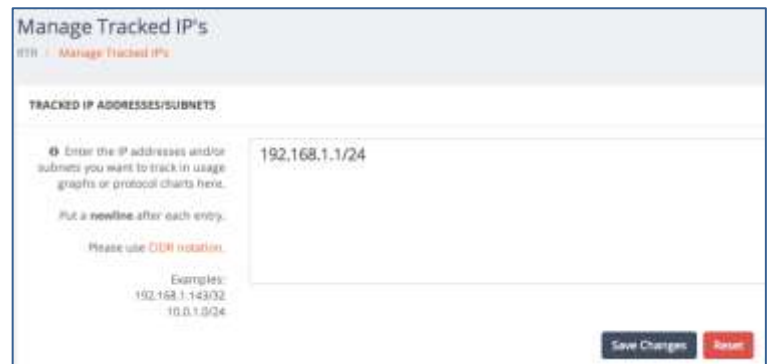 Manage Tracked IP's
RTR / Manage Tracked IP's
TRACKED IP ADDRESSES/SUBNETS
Enter the IP addresses and/or
subnets you want to track in usage
graphs or protocol charts here.
Put a newline after each entry.
Please use CIDR notation.
Examples:
192.168.1.143/32
10.0.1.0/24
192.168.1.1/24
Save Changes
Reset